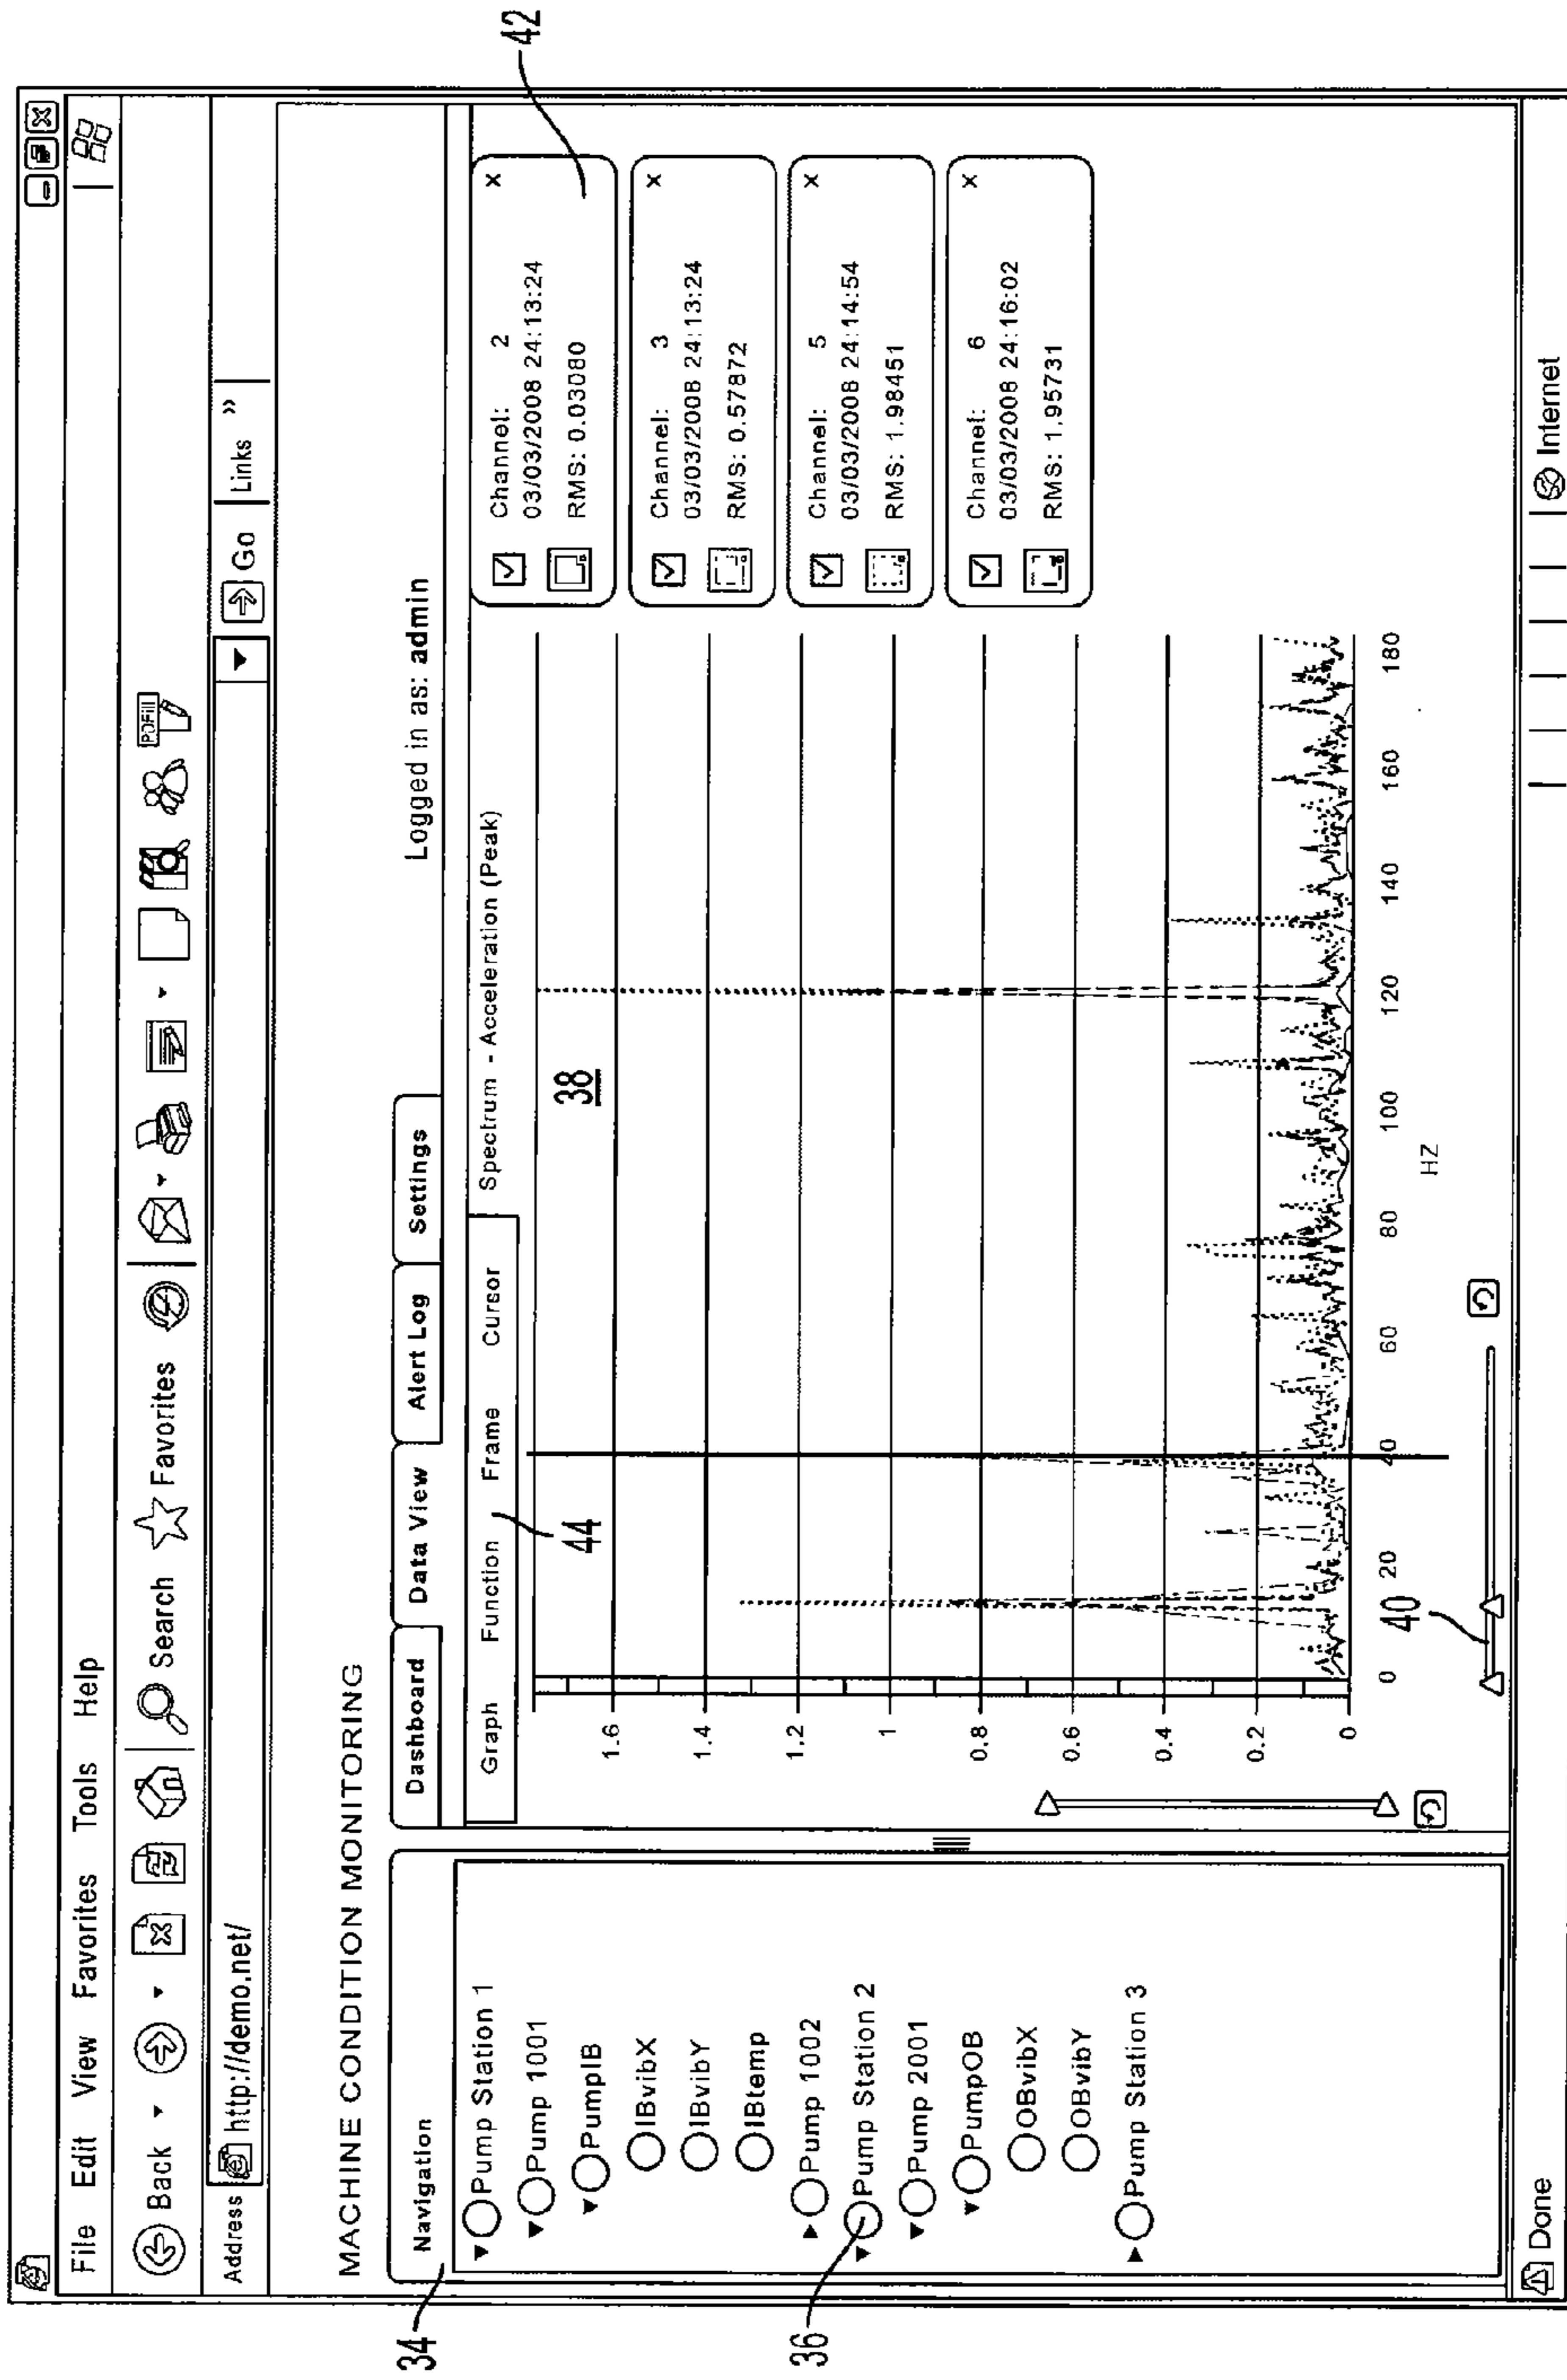 File Edit View Favorites Tools Help
Back Search Favorites PDFill
Address http://demo.net/ Go Links »
MACHINE CONDITION MONITORING
Logged in as: admin
34
Navigation
Pump Station 1
Pump 1001
PumpIB
IBvibX
IBvibY
IBtemp
Pump 1002
36
Pump Station 2
Pump 2001
PumpOB
OBvibX
OBvibY
Pump Station 3
Dashboard Data View Alert Log Settings
Graph Function Frame Cursor
44
Spectrum - Acceleration (Peak)
38
1.6
1.4
1.2
1
0.8
0.6
0.4
0.2
0
0 20 40 60 80 100 120 140 160 180
HZ
40
42
Channel: 2 x
03/03/2008 24:13:24
RMS: 0.03080
Channel: 3 x
03/03/2008 24:13:24
RMS: 0.57872
Channel: 5 x
03/03/2008 24:14:54
RMS: 1.98451
Channel: 6 x
03/03/2008 24:16:02
RMS: 1.95731
Done Internet